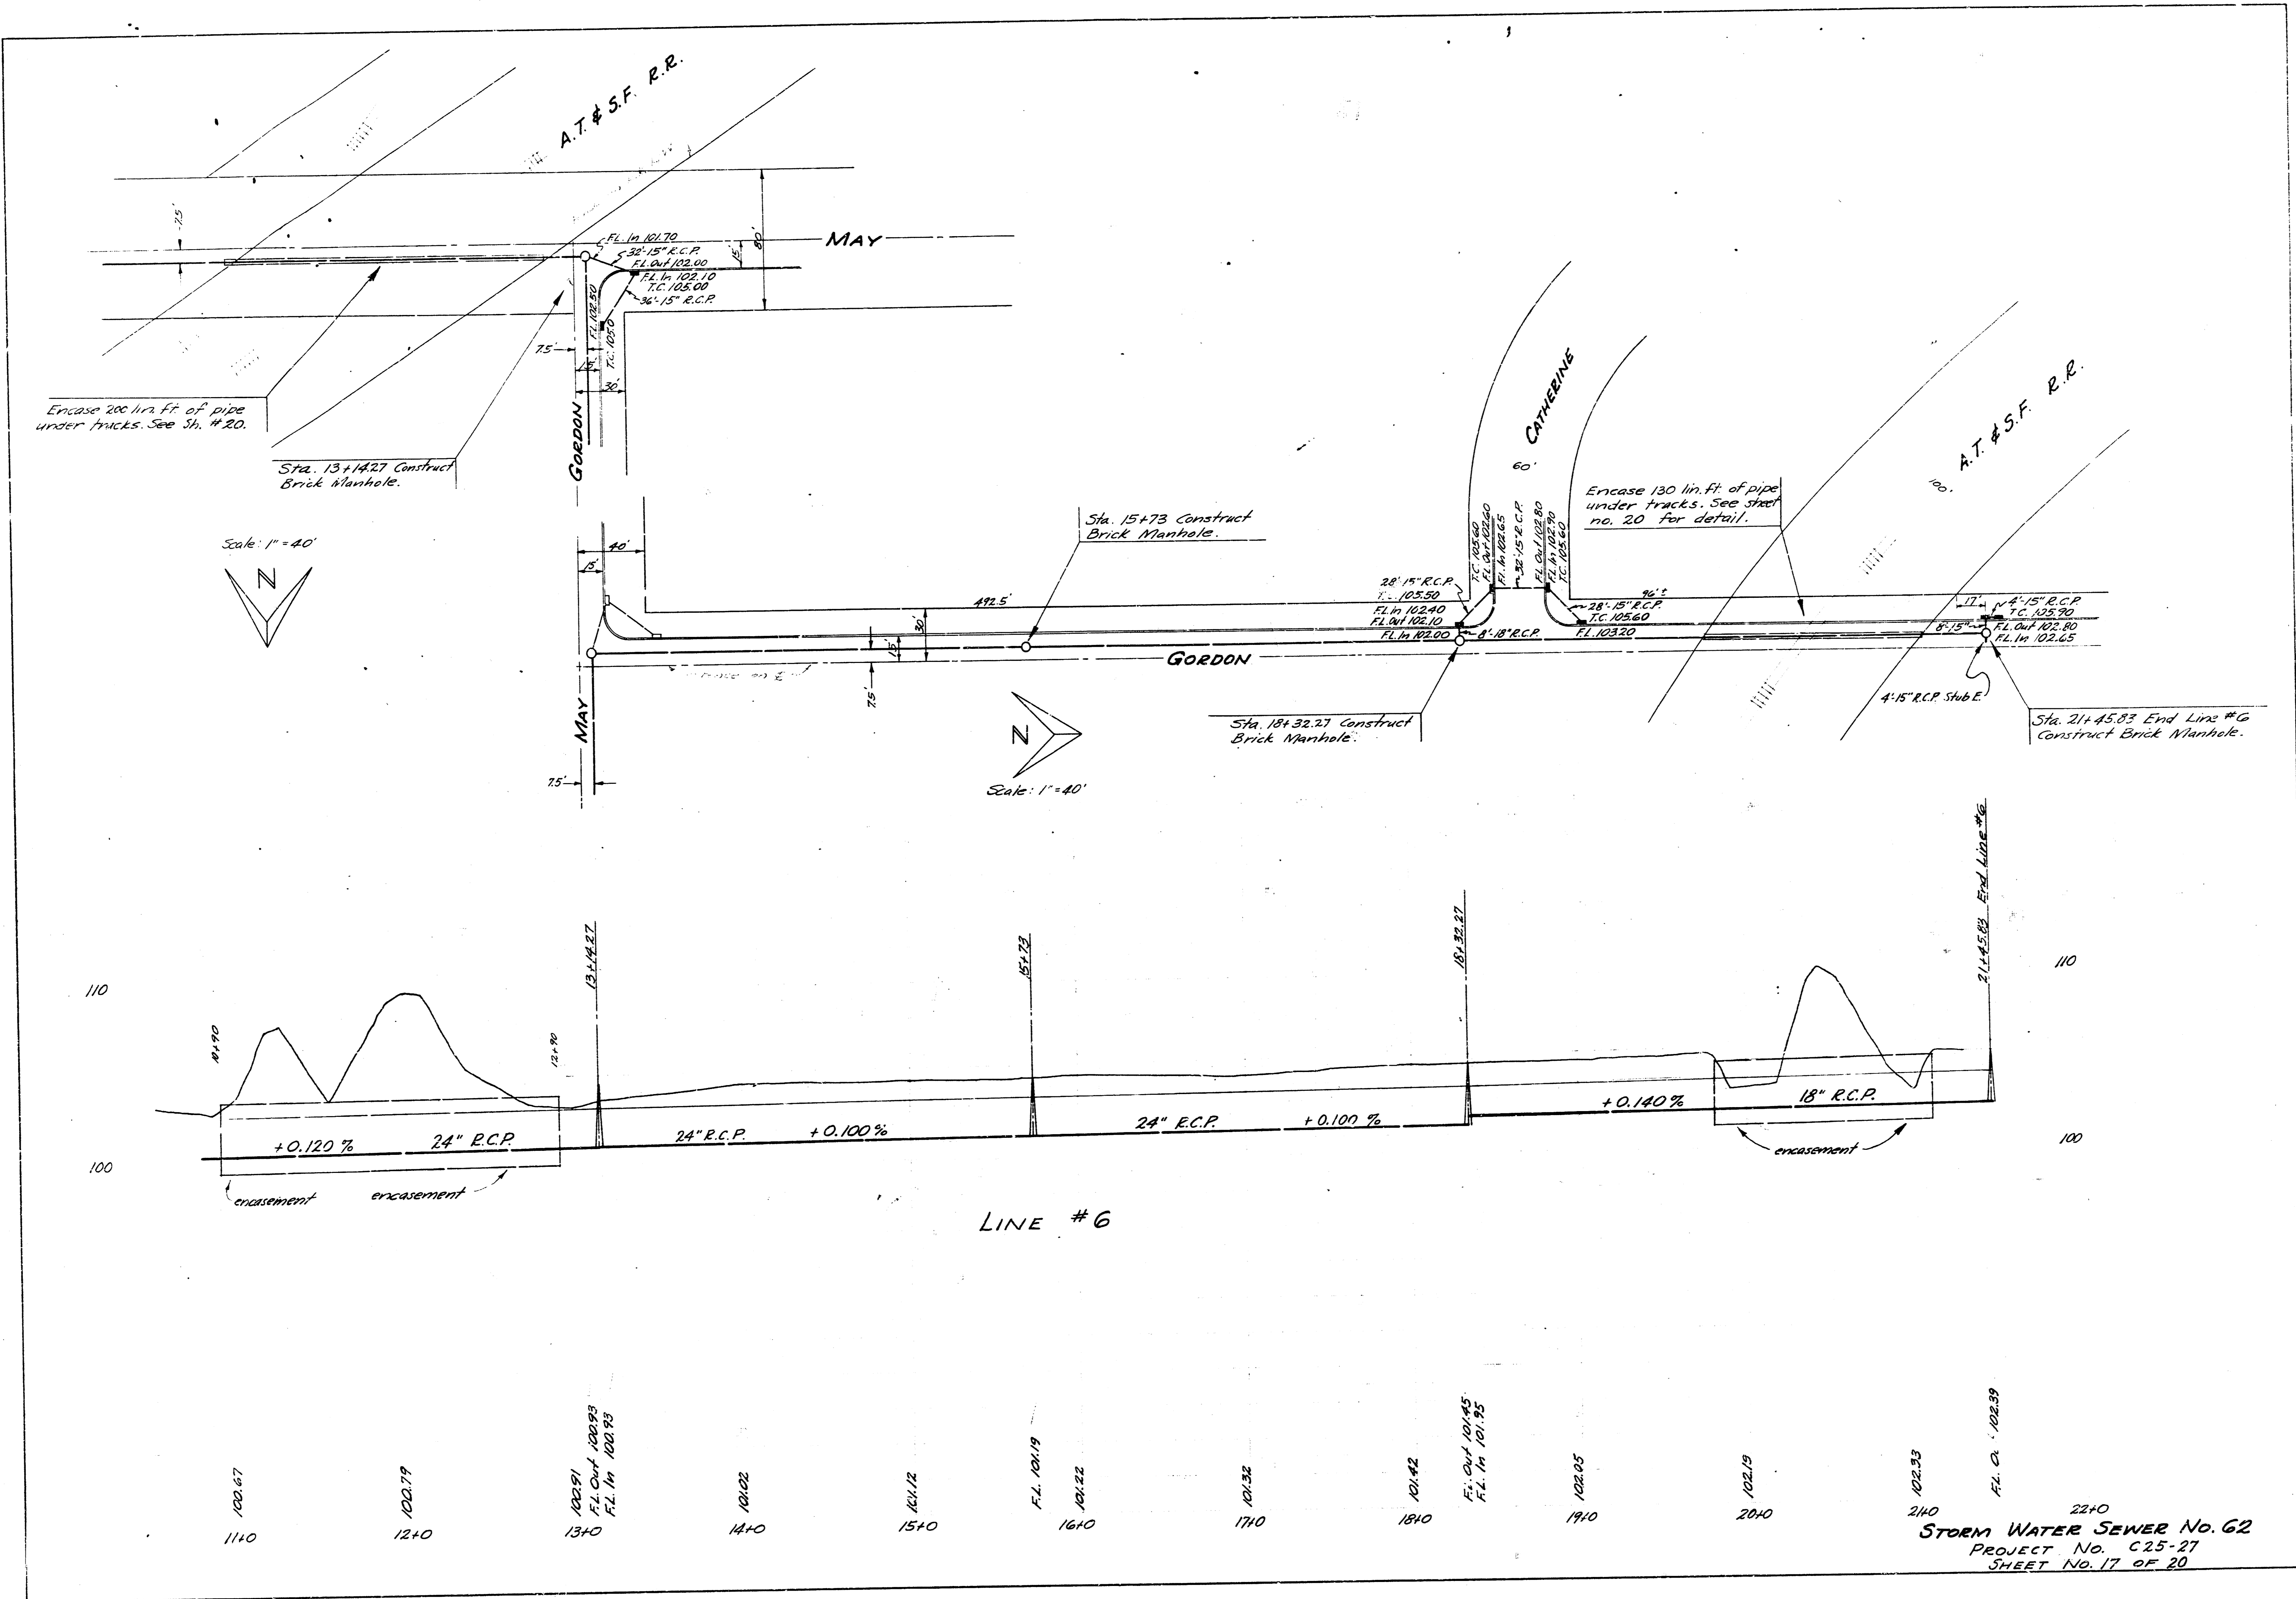 A.T. & S.F. R.R.
7.5'
F.L. In 101.70
32'-15" R.C.P.
F.L. Out 102.00
F.L. In 102.10
T.C. 105.00
36'-15" R.C.P.
15'
80'
MAY
F.L. 102.50
T.C. 105.0
7.5'
15'
30'
GORDON
Encase 200 lin. ft. of pipe
under tracks. See Sh. #20.
Sta. 13+14.27 Construct
Brick Manhole.
Scale: 1" = 40'
N
40'
15'
492.5'
Sta. 15+73 Construct
Brick Manhole.
30'
15'
7.5'
GORDON
MAY
7.5'
N
Scale: 1" = 40'
CATHERINE
60'
T.C. 105.60
F.L. Out 102.60
F.L. In 102.65
32'-15" R.C.P.
F.L. Out 102.80
F.L. In 102.90
T.C. 105.60
28'-15" R.C.P.
T.C. 105.50
F.L. In 102.40
F.L. Out 102.10
F.L. In 102.00
8'-18" R.C.P.
96'±
28'-15" R.C.P.
T.C. 105.60
F.L. 103.20
Encase 130 lin. ft. of pipe
under tracks. See sheet
no. 20 for detail.
A.T. & S.F. R.R.
100'
17'
4'-15" R.C.P.
T.C. 105.90
8'-15"
F.L. Out 102.80
F.L. In 102.65
4'-15" R.C.P. Stub E.
Sta. 18+32.27 Construct
Brick Manhole.
Sta. 21+45.83 End Line #6
Construct Brick Manhole.
110
10+90
12+90
13+14.27
15+73
18+32.27
21+45.83 End Line #6
110
100
+0.120 %
24" R.C.P.
24" R.C.P.
+0.100 %
24" R.C.P.
+0.100 %
+0.140 %
18" R.C.P.
100
encasement
encasement
encasement
LINE #6
100.67
100.79
100.91
F.L. Out 100.93
F.L. In 100.93
101.02
101.12
F.L. 101.19
101.22
101.32
101.42
F.L. Out 101.45
F.L. In 101.95
102.05
102.19
102.33
F.L. 102.39
11+0
12+0
13+0
14+0
15+0
16+0
17+0
18+0
19+0
20+0
21+0
22+0
STORM WATER SEWER No. 62
PROJECT No. C25-27
SHEET No. 17 OF 20